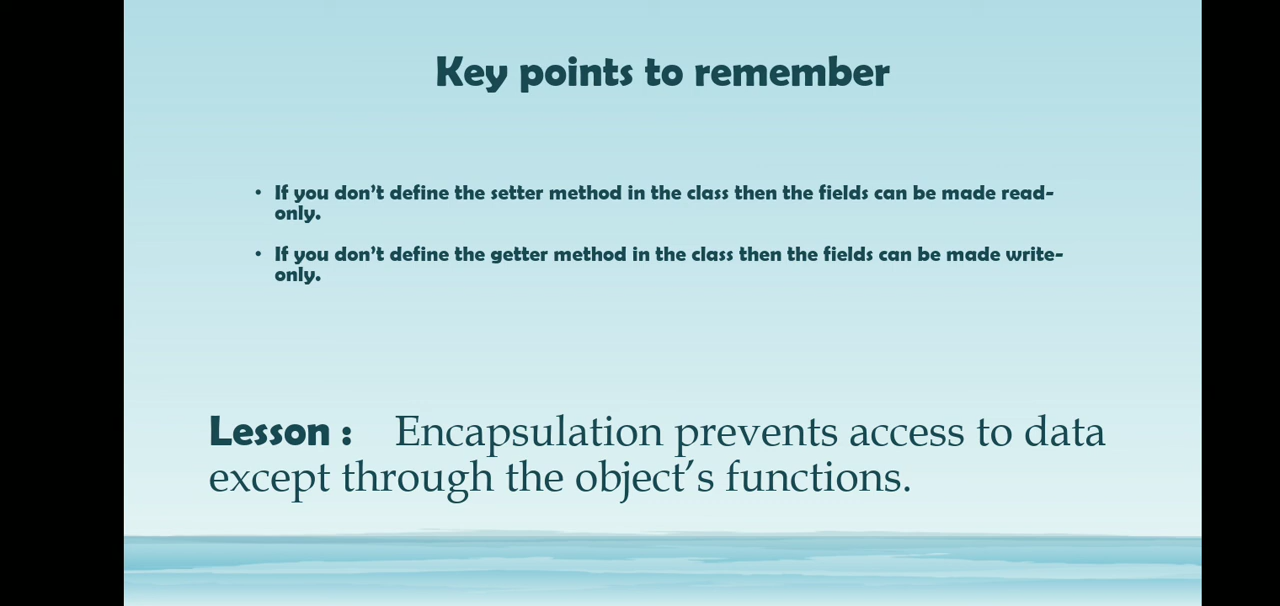 Key points to remember
• If you don’t define the setter method in the class then the fields can be made read-
only.
• If you don’t define the getter method in the class then the fields can be made write-
only.
Lesson : Encapsulation prevents access to data
except through the object’s functions.